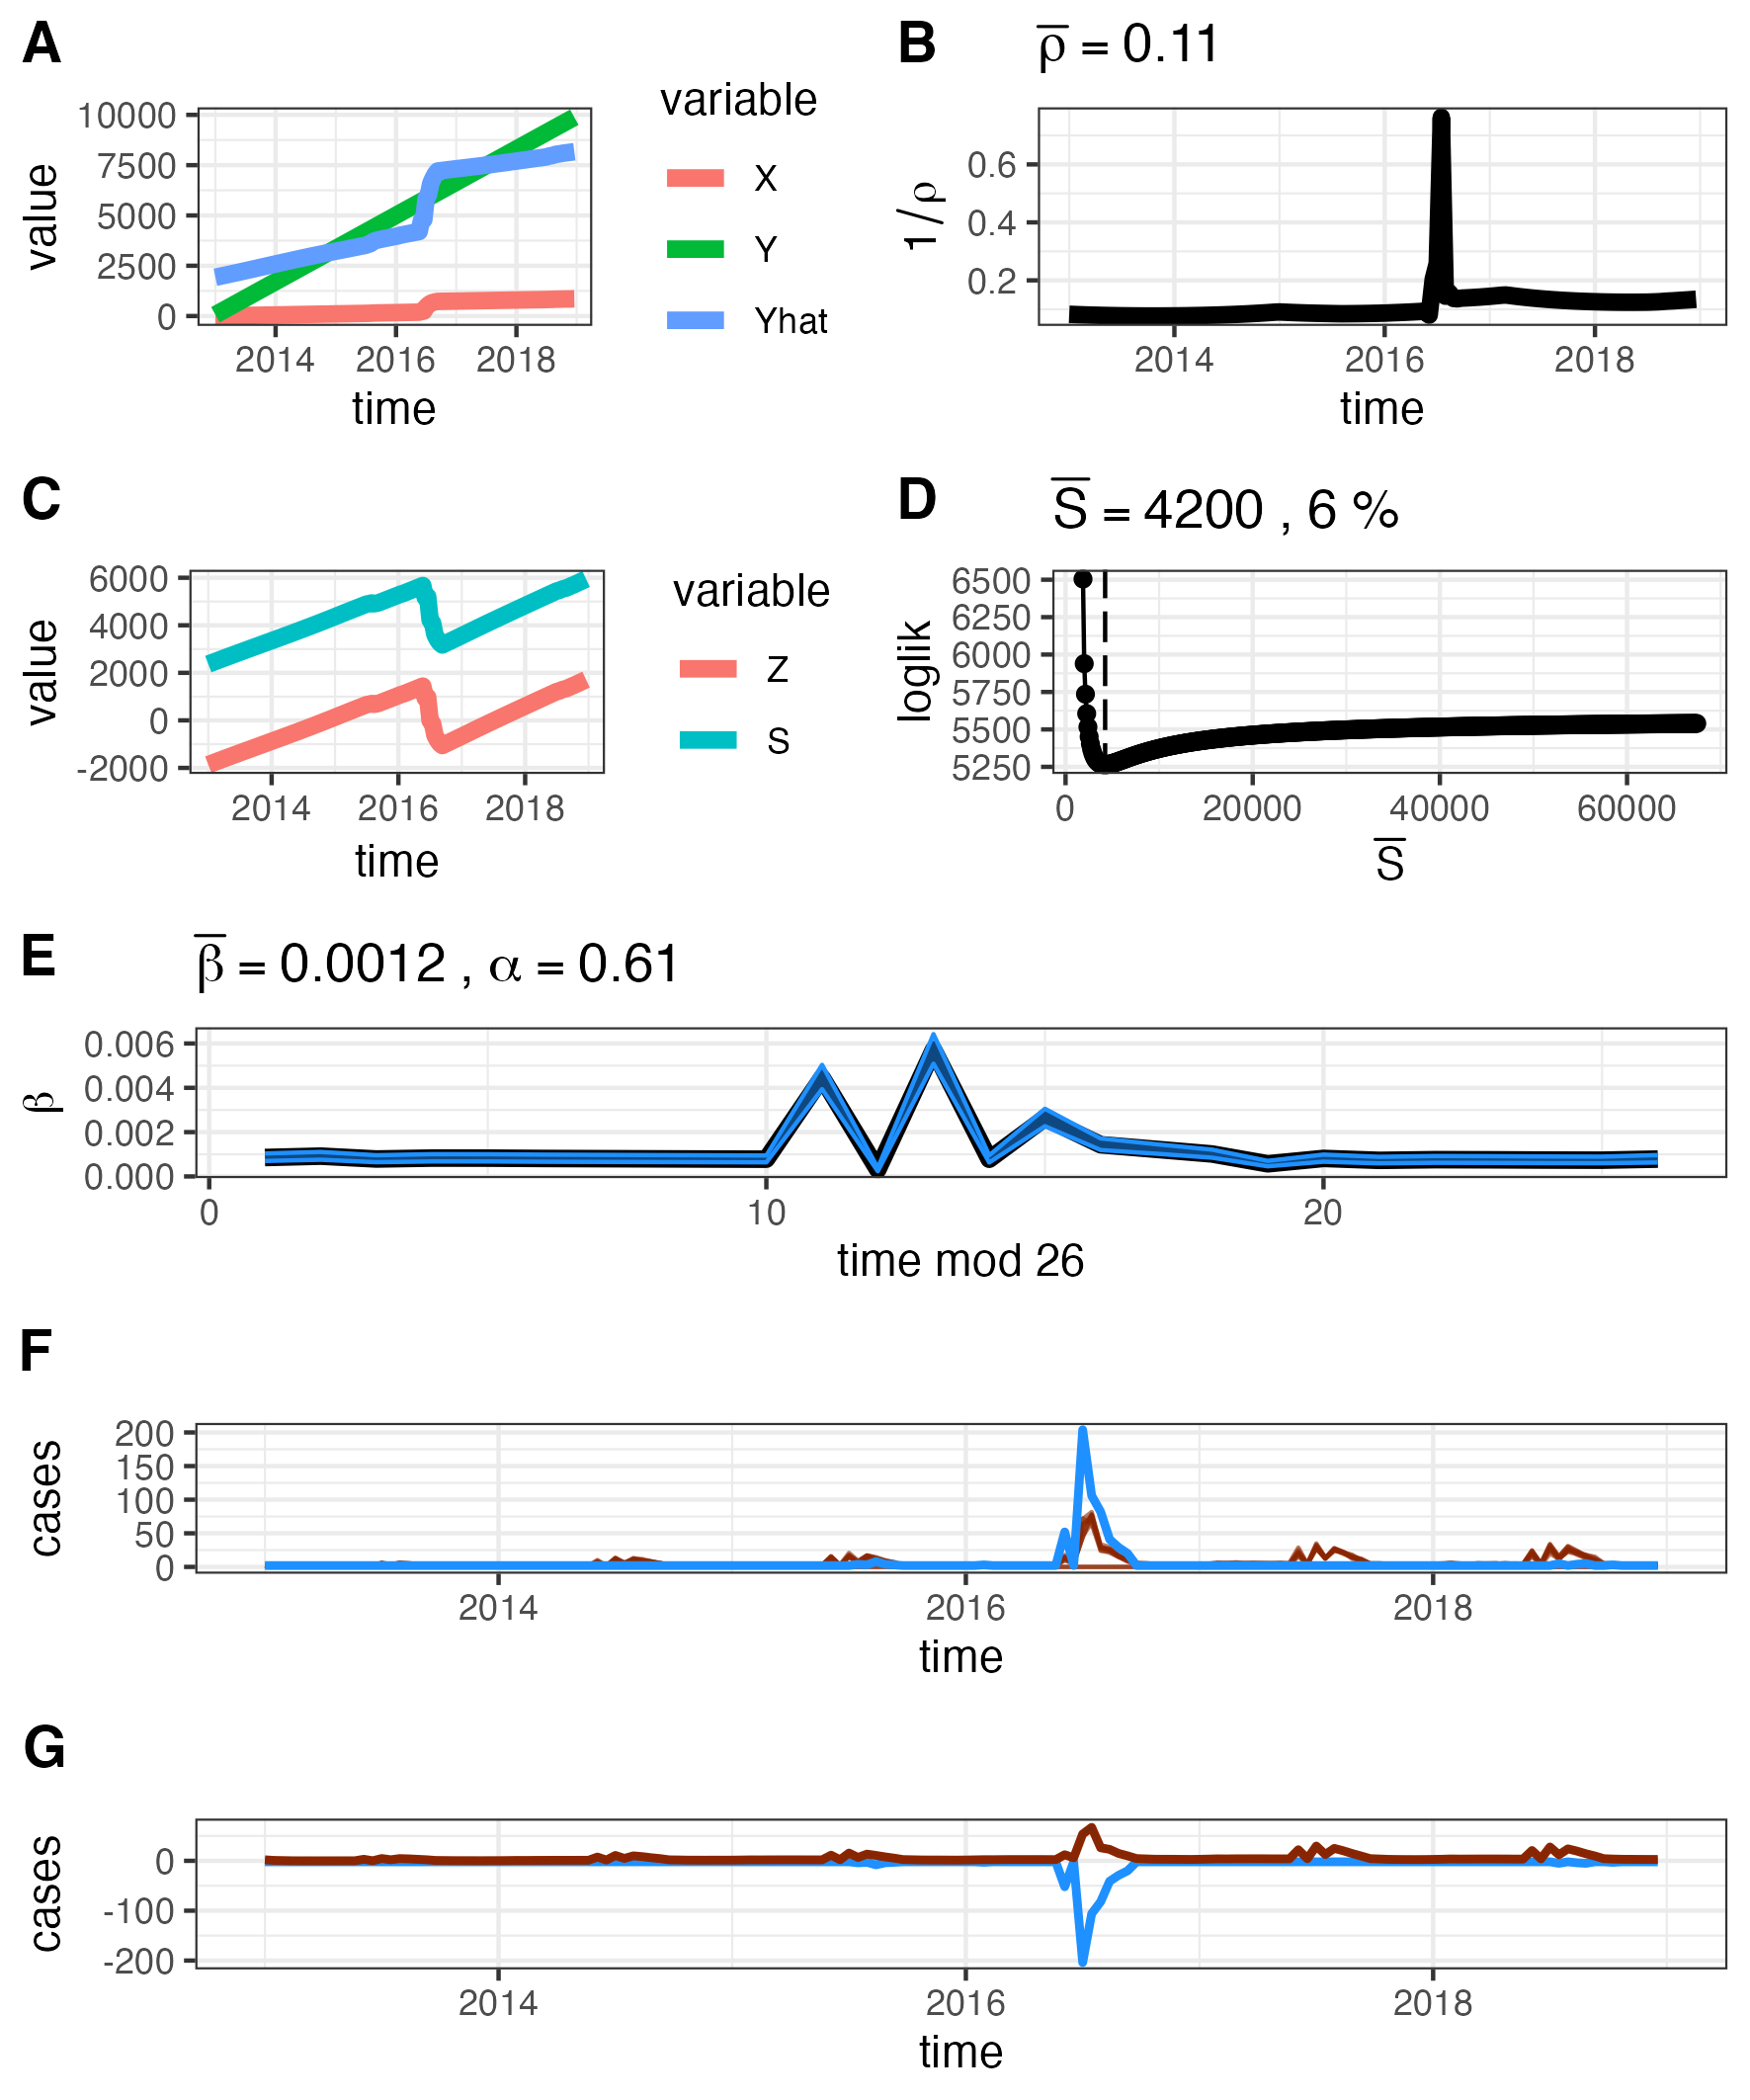 A
10000
7500
5000
2500
0
value
2014 2016 2018
time
variable
X
Y
Yhat
B
ρ̅ = 0.11
0.6
0.4
0.2
1/ρ
2014 2016 2018
time
C
6000
4000
2000
0
-2000
value
2014 2016 2018
time
variable
Z
S
D
S̅ = 4200 , 6 %
6500
6250
6000
5750
5500
5250
loglik
0 20000 40000 60000
S̅
E
β̅ = 0.0012 , α = 0.61
0.006
0.004
0.002
0.000
β
0 10 20
time mod 26
F
200
150
100
50
0
cases
2014 2016 2018
time
G
0
-100
-200
cases
2014 2016 2018
time